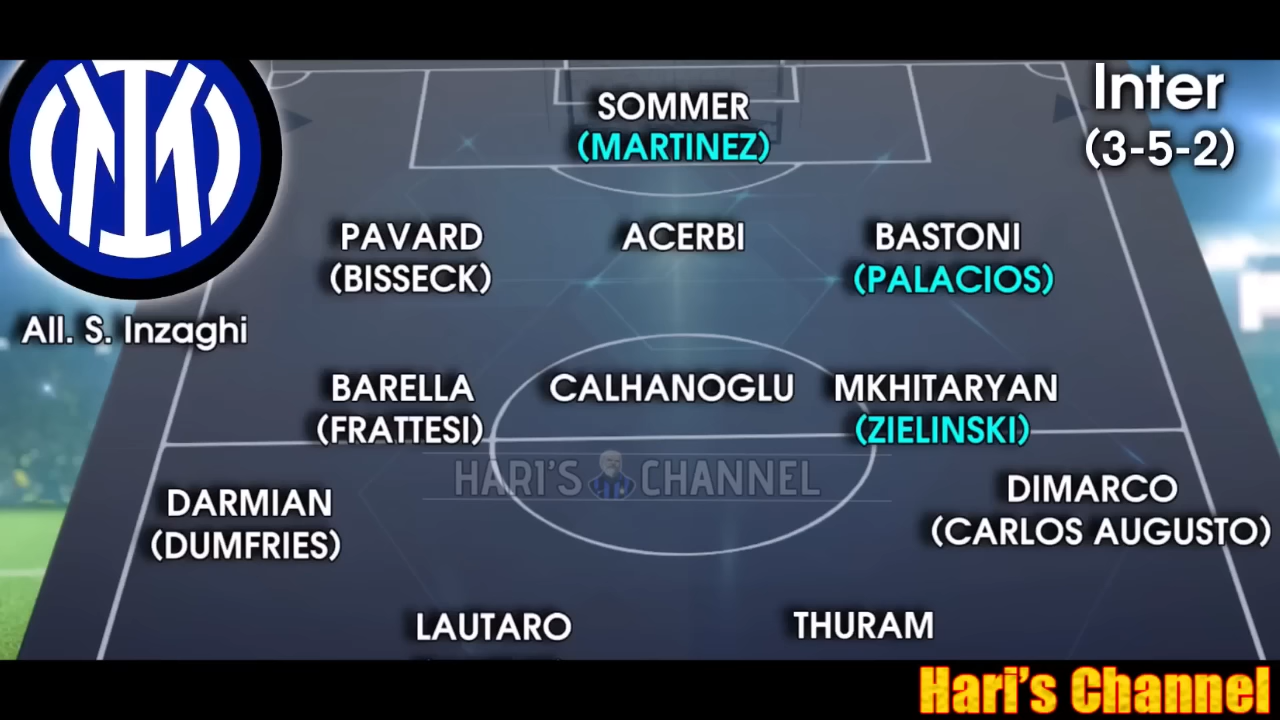 Inter
(3-5-2)
SOMMER
(MARTINEZ)
PAVARD
(BISSECK)
ACERBI
BASTONI
(PALACIOS)
All. S. Inzaghi
BARELLA
(FRATTESI)
CALHANOGLU
MKHITARYAN
(ZIELINSKI)
HARI'S CHANNEL
DARMIAN
(DUMFRIES)
DIMARCO
(CARLOS AUGUSTO)
LAUTARO
THURAM
Hari's Channel